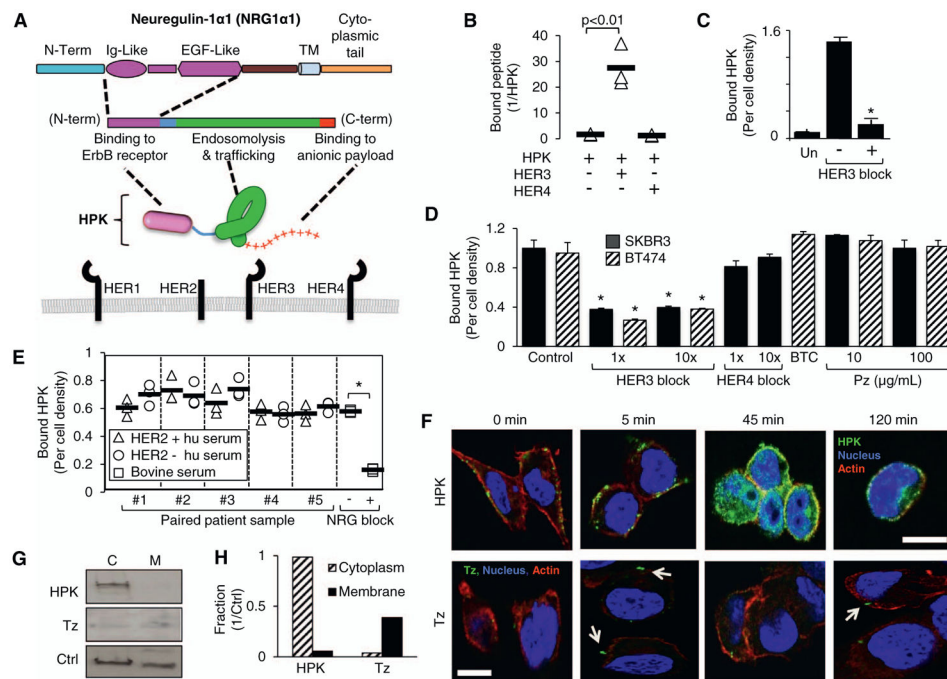 A
Neuregulin-1α1 (NRG1α1)
N-Term
Ig-Like
EGF-Like
TM
Cyto-
plasmic
tail
(N-term)
(C-term)
Binding to
ErbB receptor
Endosomolysis
& trafficking
Binding to
anionic payload
HPK
HER1
HER2
HER3
HER4
B
p<0.01
Bound peptide
(1/HPK)
40
30
20
10
0
HPK + + +
HER3 - + -
HER4 - - +
C
Bound HPK
(Per cell density)
1.6
0.8
0
*
Un - +
HER3 block
D
Bound HPK
(Per cell density)
1.2
0.8
0.4
0
SKBR3
BT474
* * * *
Control 1x 10x 1x 10x BTC 10 100
HER3 block HER4 block Pz (µg/mL)
E
Bound HPK
(Per cell density)
1
0.8
0.6
0.4
0.2
0
*
HER2 + hu serum
HER2 - hu serum
Bovine serum
#1 #2 #3 #4 #5 - +
Paired patient sample NRG block
F
0 min 5 min 45 min 120 min
HPK
HPK
Nucleus
Actin
Tz
Tz, Nucleus, Actin
G
C M
HPK
Tz
Ctrl
H
Fraction
(1/Ctrl)
1
0.5
0
Cytoplasm
Membrane
HPK Tz